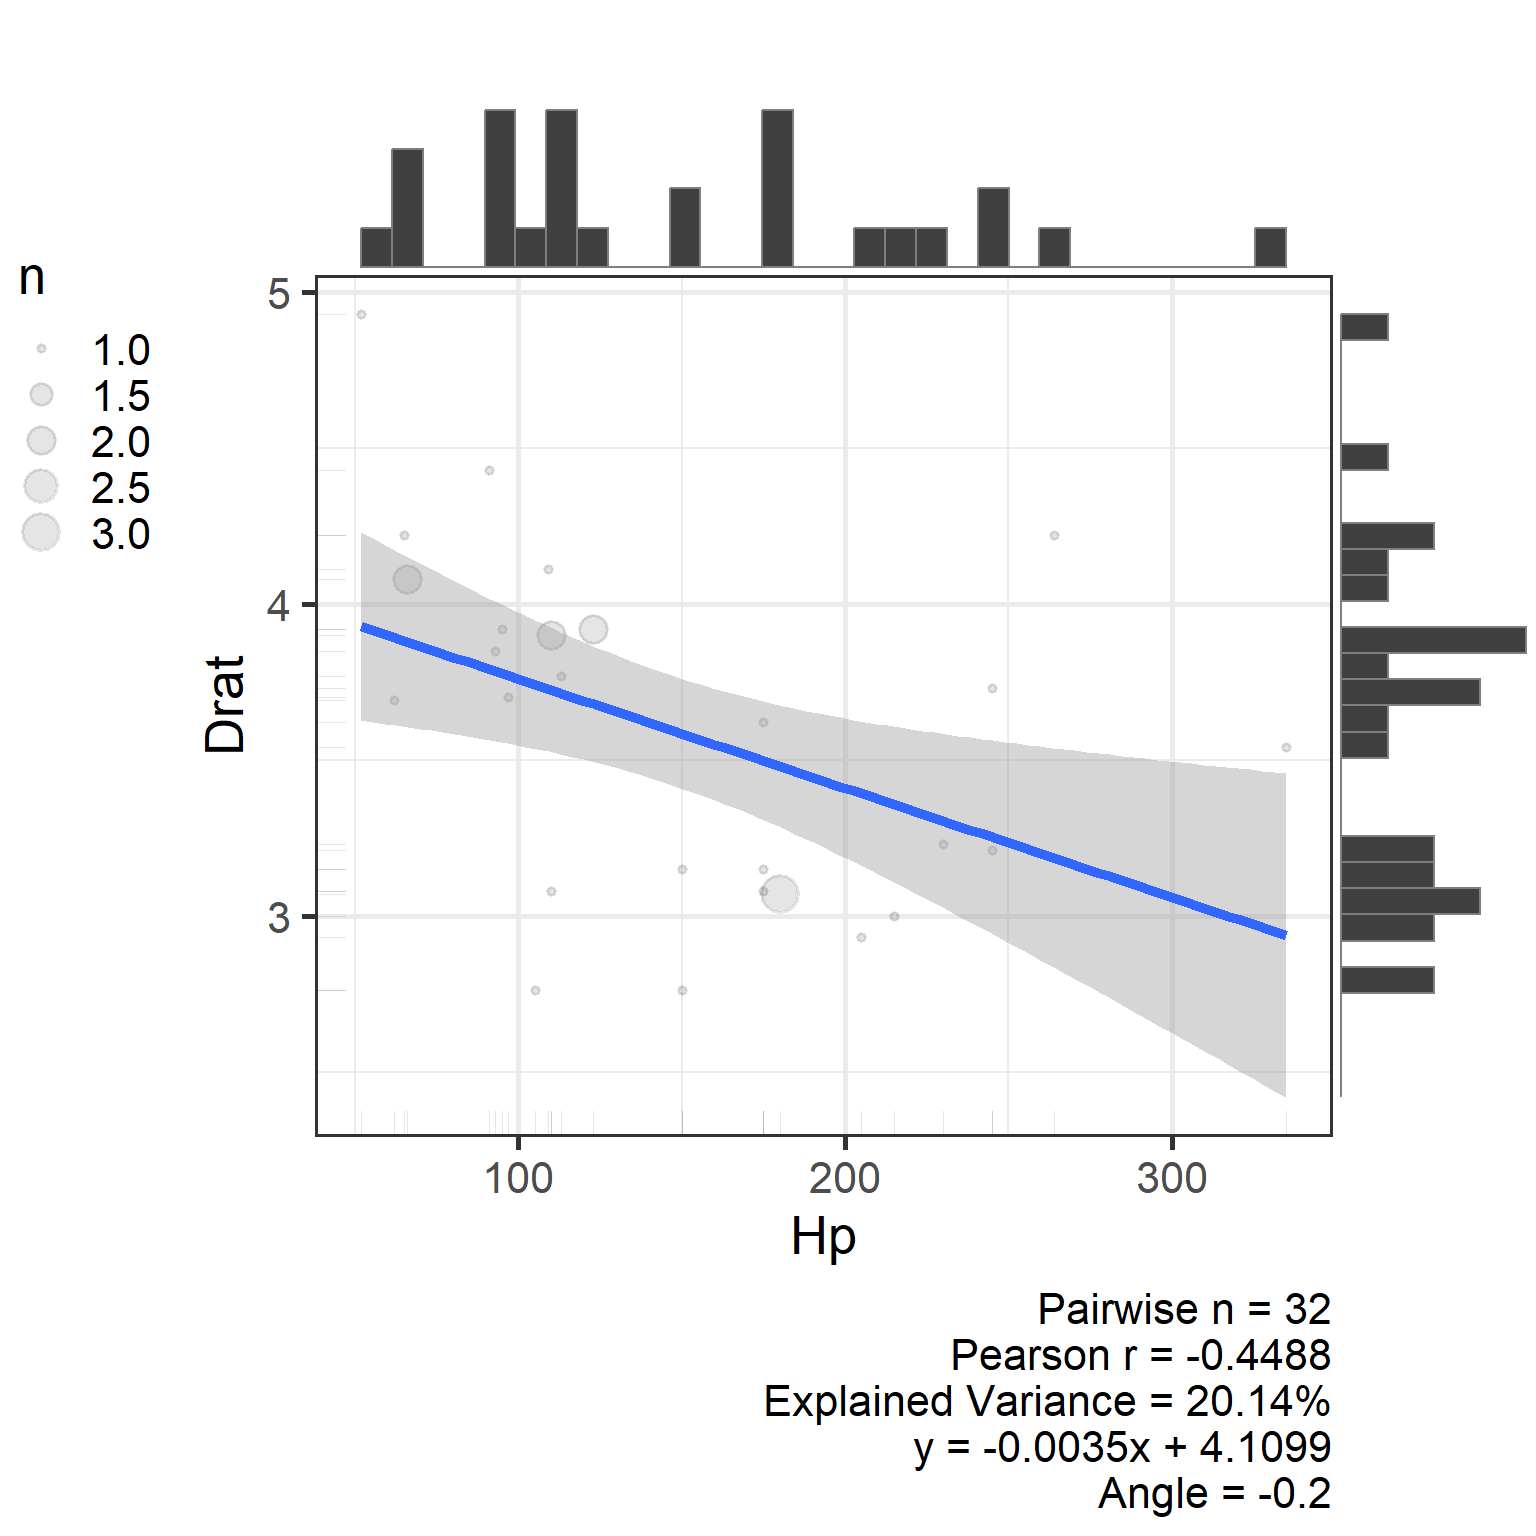 n
1.0
1.5
2.0
2.5
3.0
5
4
3
Drat
100 200 300
Hp
Pairwise n = 32
Pearson r = -0.4488
Explained Variance = 20.14%
y = -0.0035x + 4.1099
Angle = -0.2